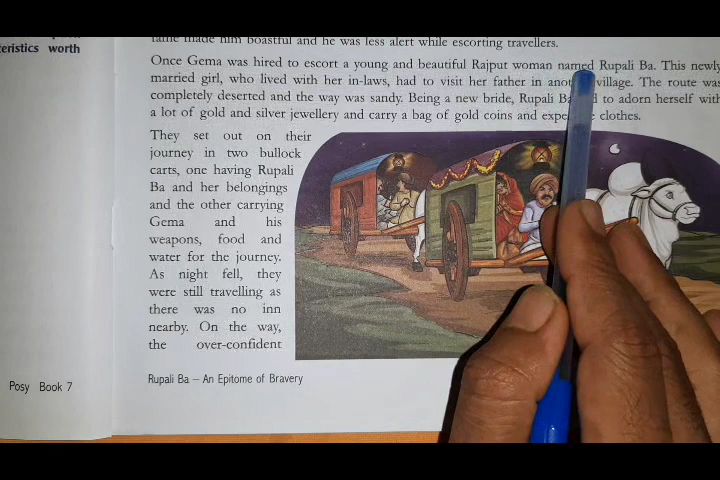 teristics worth
fame made him boastful and he was less alert while escorting travellers.
Once Gema was hired to escort a young and beautiful Rajput woman named Rupali Ba. This newly
married girl, who lived with her in-laws, had to visit her father in village. The route was
completely deserted and the way was sandy. Being a new bride, Rupali to adorn herself with
a lot of gold and silver jewellery and carry a bag of gold coins and clothes.
They set out on their
journey in two bullock
carts, one having Rupali
Ba and her belongings
and the other carrying
Gema and his
weapons, food and
water for the journey.
As night fell, they
were still travelling as
there was no inn
nearby. On the way,
the over-confident
Rupali Ba – An Epitome of Bravery
Posy Book 7